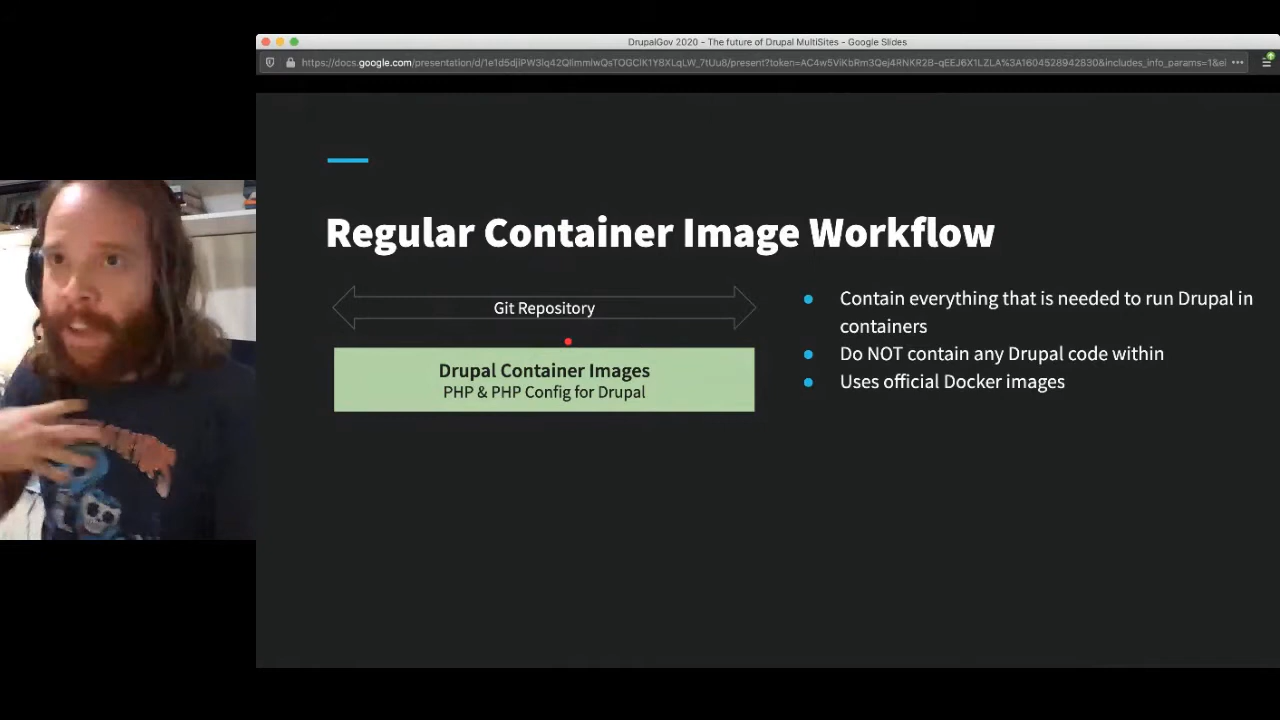 DrupalGov 2020 - The future of Drupal MultiSites - Google Slides
Regular Container Image Workflow
Git Repository
Drupal Container Images
PHP & PHP Config for Drupal
Contain everything that is needed to run Drupal in
containers
Do NOT contain any Drupal code within
Uses official Docker images